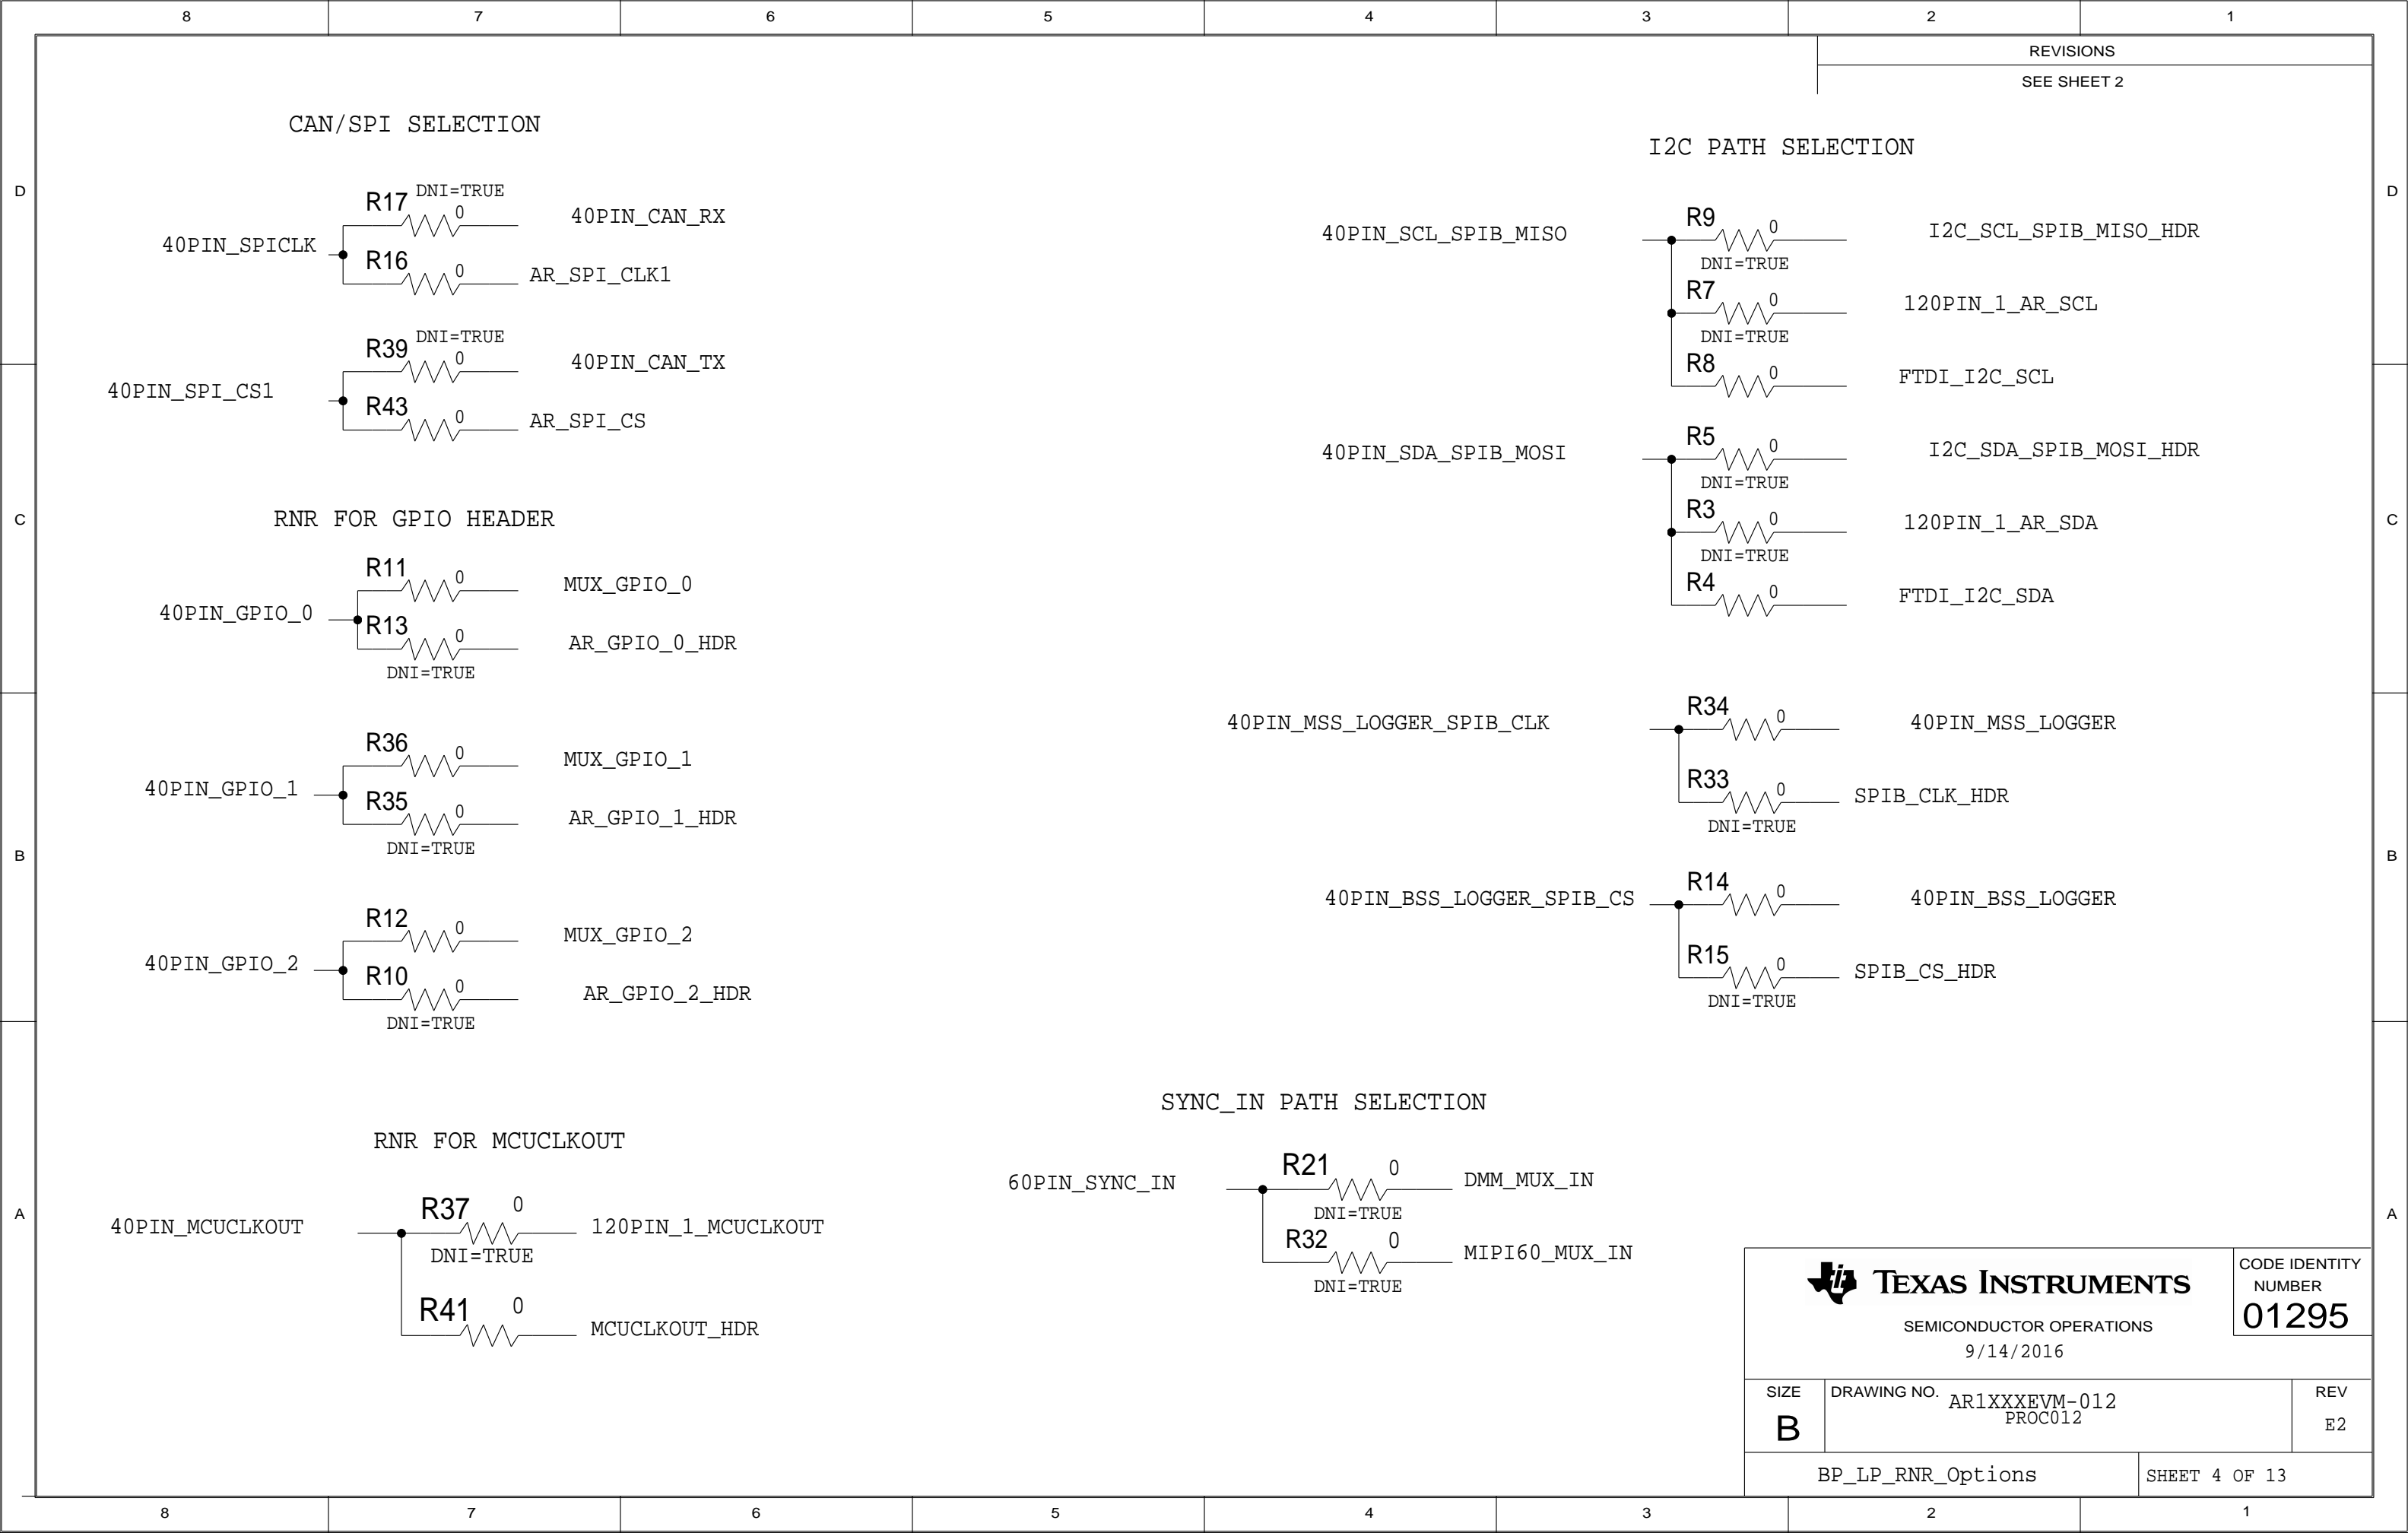 8 7 6 5 4 3 2 1
REVISIONS
SEE SHEET 2
D
D
C
C
B
B
A
A
CAN/SPI SELECTION
40PIN_SPICLK
R17 DNI=TRUE 0 40PIN_CAN_RX
R16 0 AR_SPI_CLK1
40PIN_SPI_CS1
R39 DNI=TRUE 0 40PIN_CAN_TX
R43 0 AR_SPI_CS
RNR FOR GPIO HEADER
40PIN_GPIO_0
R11 0 MUX_GPIO_0
R13 0 AR_GPIO_0_HDR
DNI=TRUE
40PIN_GPIO_1
R36 0 MUX_GPIO_1
R35 0 AR_GPIO_1_HDR
DNI=TRUE
40PIN_GPIO_2
R12 0 MUX_GPIO_2
R10 0 AR_GPIO_2_HDR
DNI=TRUE
RNR FOR MCUCLKOUT
40PIN_MCUCLKOUT
R37 0 120PIN_1_MCUCLKOUT
DNI=TRUE
R41 0 MCUCLKOUT_HDR
I2C PATH SELECTION
40PIN_SCL_SPIB_MISO
R9 0 I2C_SCL_SPIB_MISO_HDR
DNI=TRUE
R7 0 120PIN_1_AR_SCL
DNI=TRUE
R8 0 FTDI_I2C_SCL
40PIN_SDA_SPIB_MOSI
R5 0 I2C_SDA_SPIB_MOSI_HDR
DNI=TRUE
R3 0 120PIN_1_AR_SDA
DNI=TRUE
R4 0 FTDI_I2C_SDA
40PIN_MSS_LOGGER_SPIB_CLK
R34 0 40PIN_MSS_LOGGER
R33 0 SPIB_CLK_HDR
DNI=TRUE
40PIN_BSS_LOGGER_SPIB_CS
R14 0 40PIN_BSS_LOGGER
R15 0 SPIB_CS_HDR
DNI=TRUE
SYNC_IN PATH SELECTION
60PIN_SYNC_IN
R21 0 DMM_MUX_IN
DNI=TRUE
R32 0 MIPI60_MUX_IN
DNI=TRUE
TEXAS INSTRUMENTS
SEMICONDUCTOR OPERATIONS
9/14/2016
CODE IDENTITY
NUMBER
01295
SIZE
B
DRAWING NO. AR1XXXEVM-012
PROC012
REV
E2
BP_LP_RNR_Options
SHEET 4 OF 13
8 7 6 5 4 3 2 1